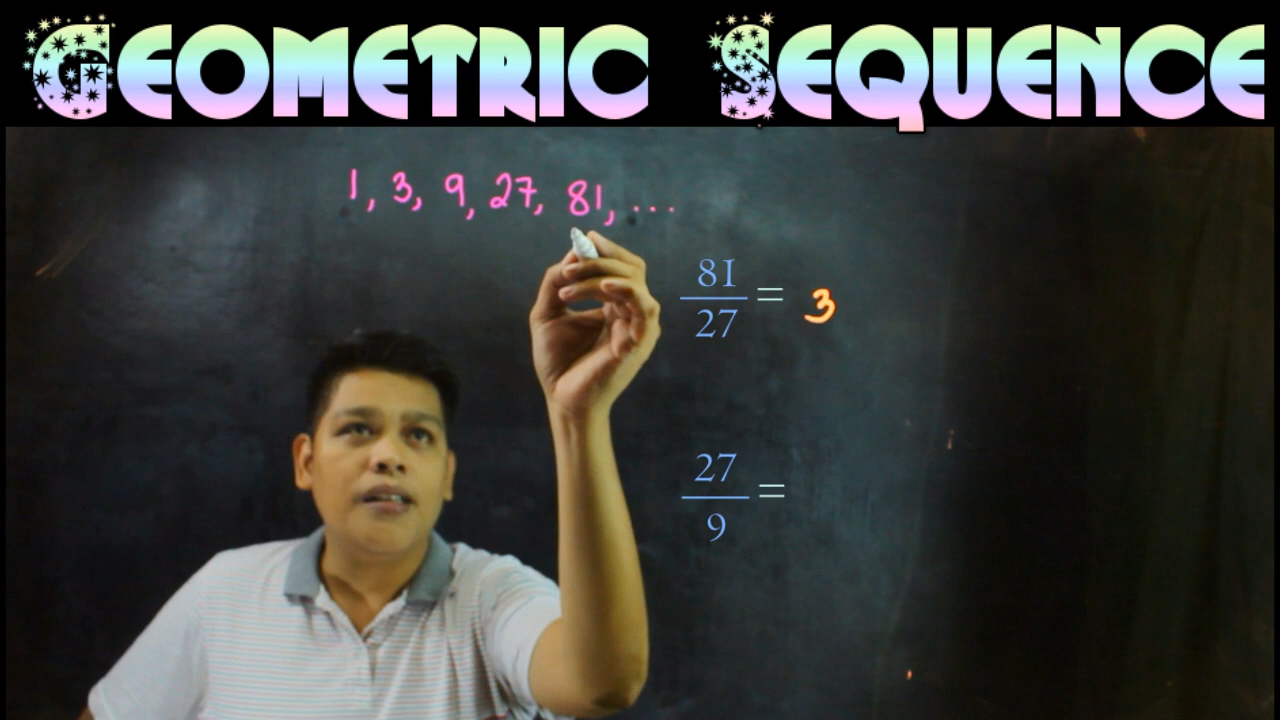 GEOMETRIC SEQUENCE
1, 3, 9, 27, 81, ...
81
27 = 3
27
9 =